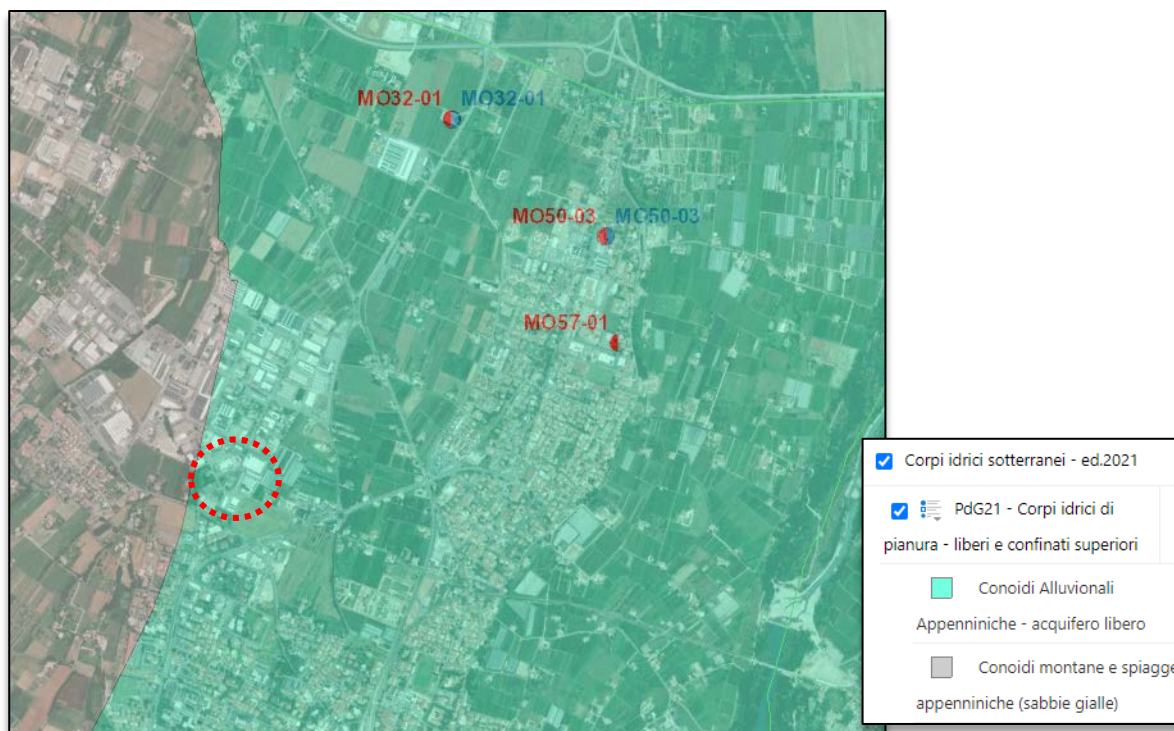 MO32-01 MO32-01
MO50-03 MO50-03
MO57-01
Corpi idrici sotterranei - ed.2021
PdG21 - Corpi idrici di
pianura - liberi e confinati superiori
Conoidi Alluvionali
Appenniniche - acquifero libero
Conoidi montane e spiagge
appenniniche (sabbie gialle)